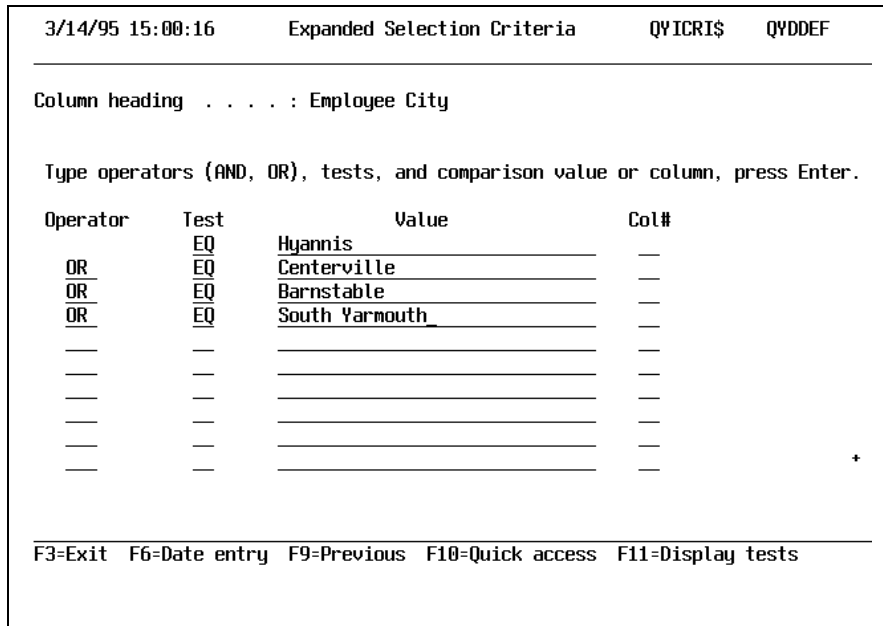 3/14/95 15:00:16 Expanded Selection Criteria QYICRI$ QYDDEF
Column heading . . . . : Employee City
Type operators (AND, OR), tests, and comparison value or column, press Enter.
Operator Test Value Col#
EQ Hyannis
OR EQ Centerville
OR EQ Barnstable
OR EQ South Yarmouth_
+
F3=Exit F6=Date entry F9=Previous F10=Quick access F11=Display tests